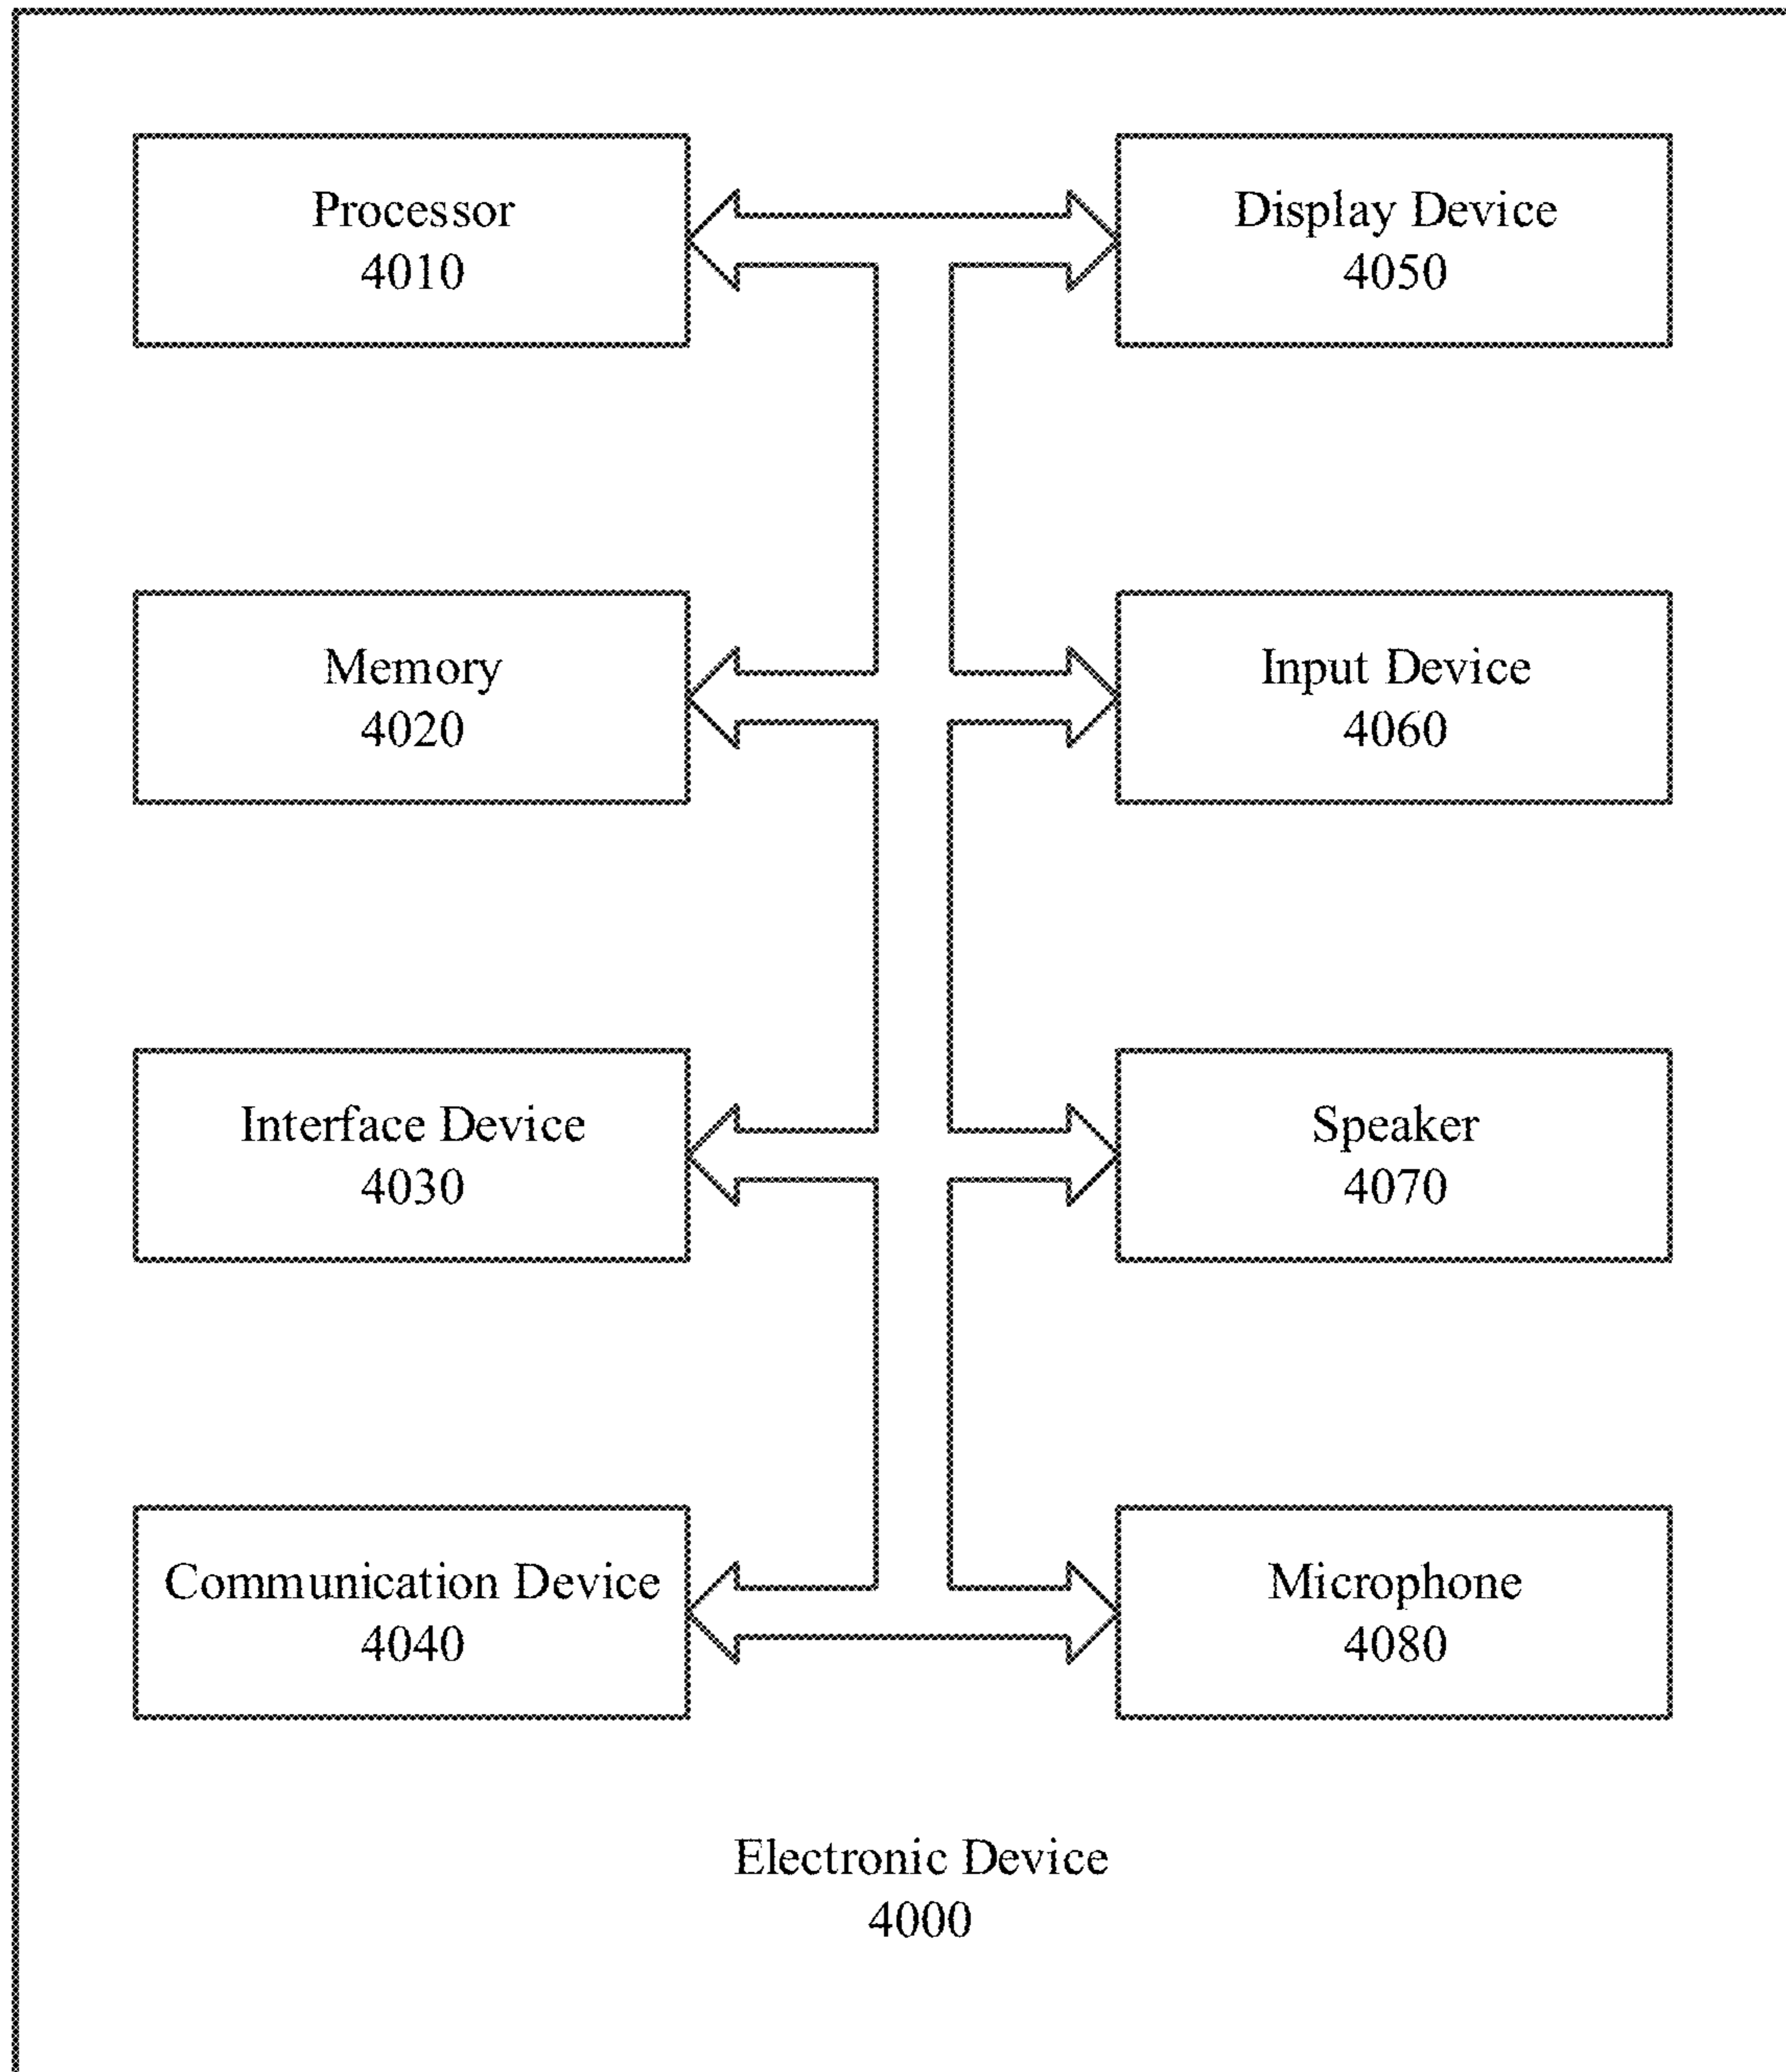 Processor
4010
Display Device
4050
Memory
4020
Input Device
4060
Interface Device
4030
Speaker
4070
Communication Device
4040
Microphone
4080
Electronic Device
4000